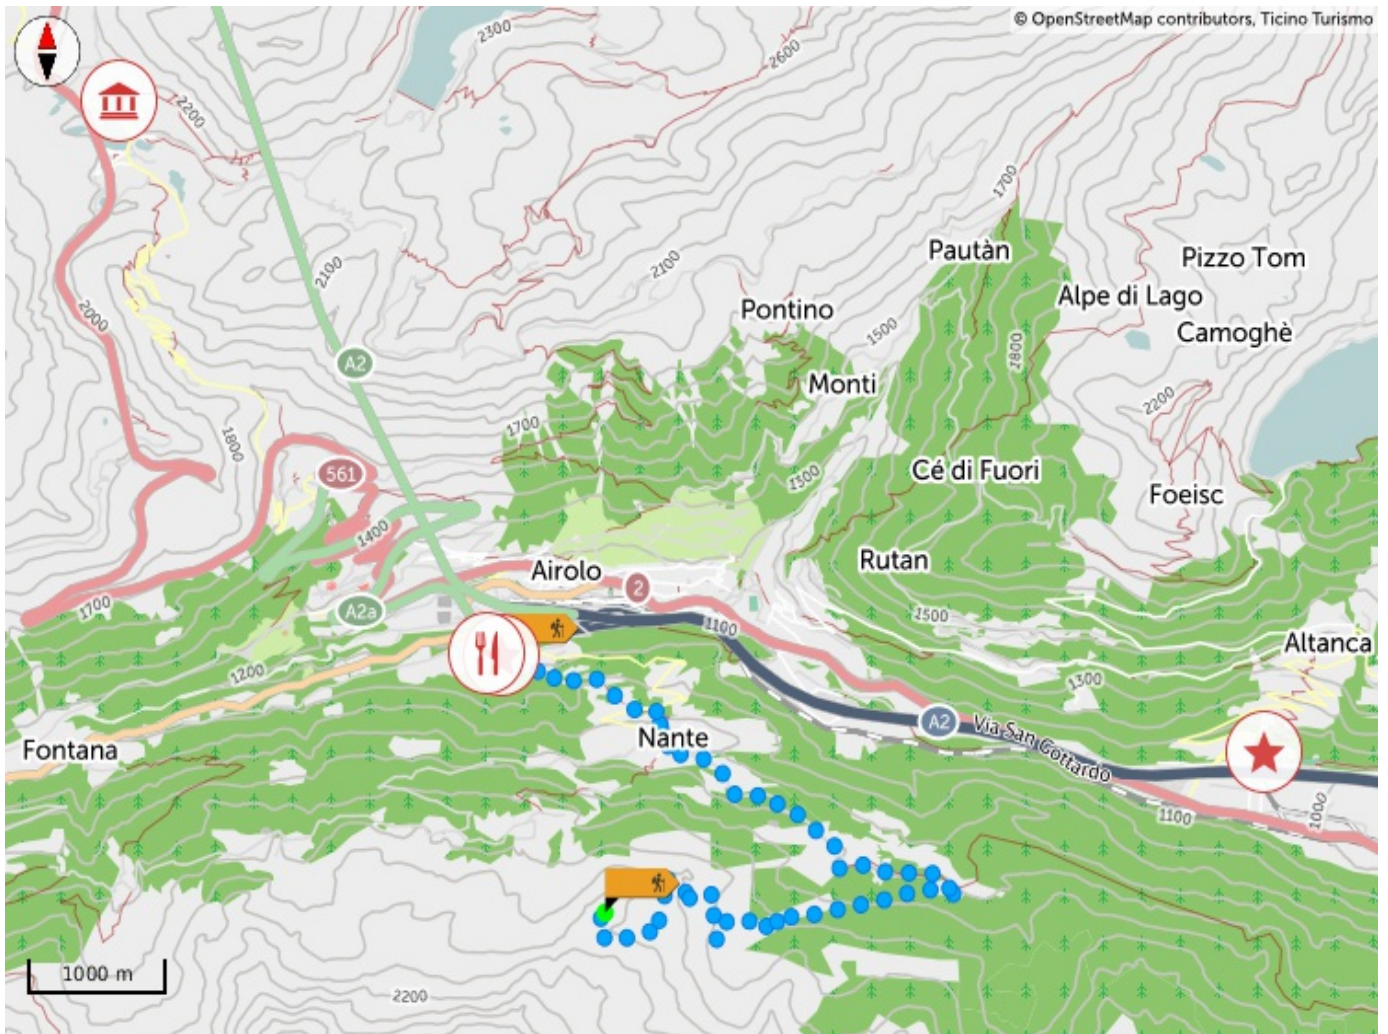 © OpenStreetMap contributors, Ticino Turismo
2300
2600
2200
1700
Pautàn
Pizzo Tom
2100
2100
Alpe di Lago
Pontino
2000
1500
Camoghè
1800
A2
Monti
2200
1700
1800
561
Cé di Fuori
1300
Foeisc
1400
Airolo
Rutan
2
1700
A2a
1500
1100
Altanca
1200
1300
A2
Via San Gottardo
Nante
Fontana
1000
1100
1000 m
2200